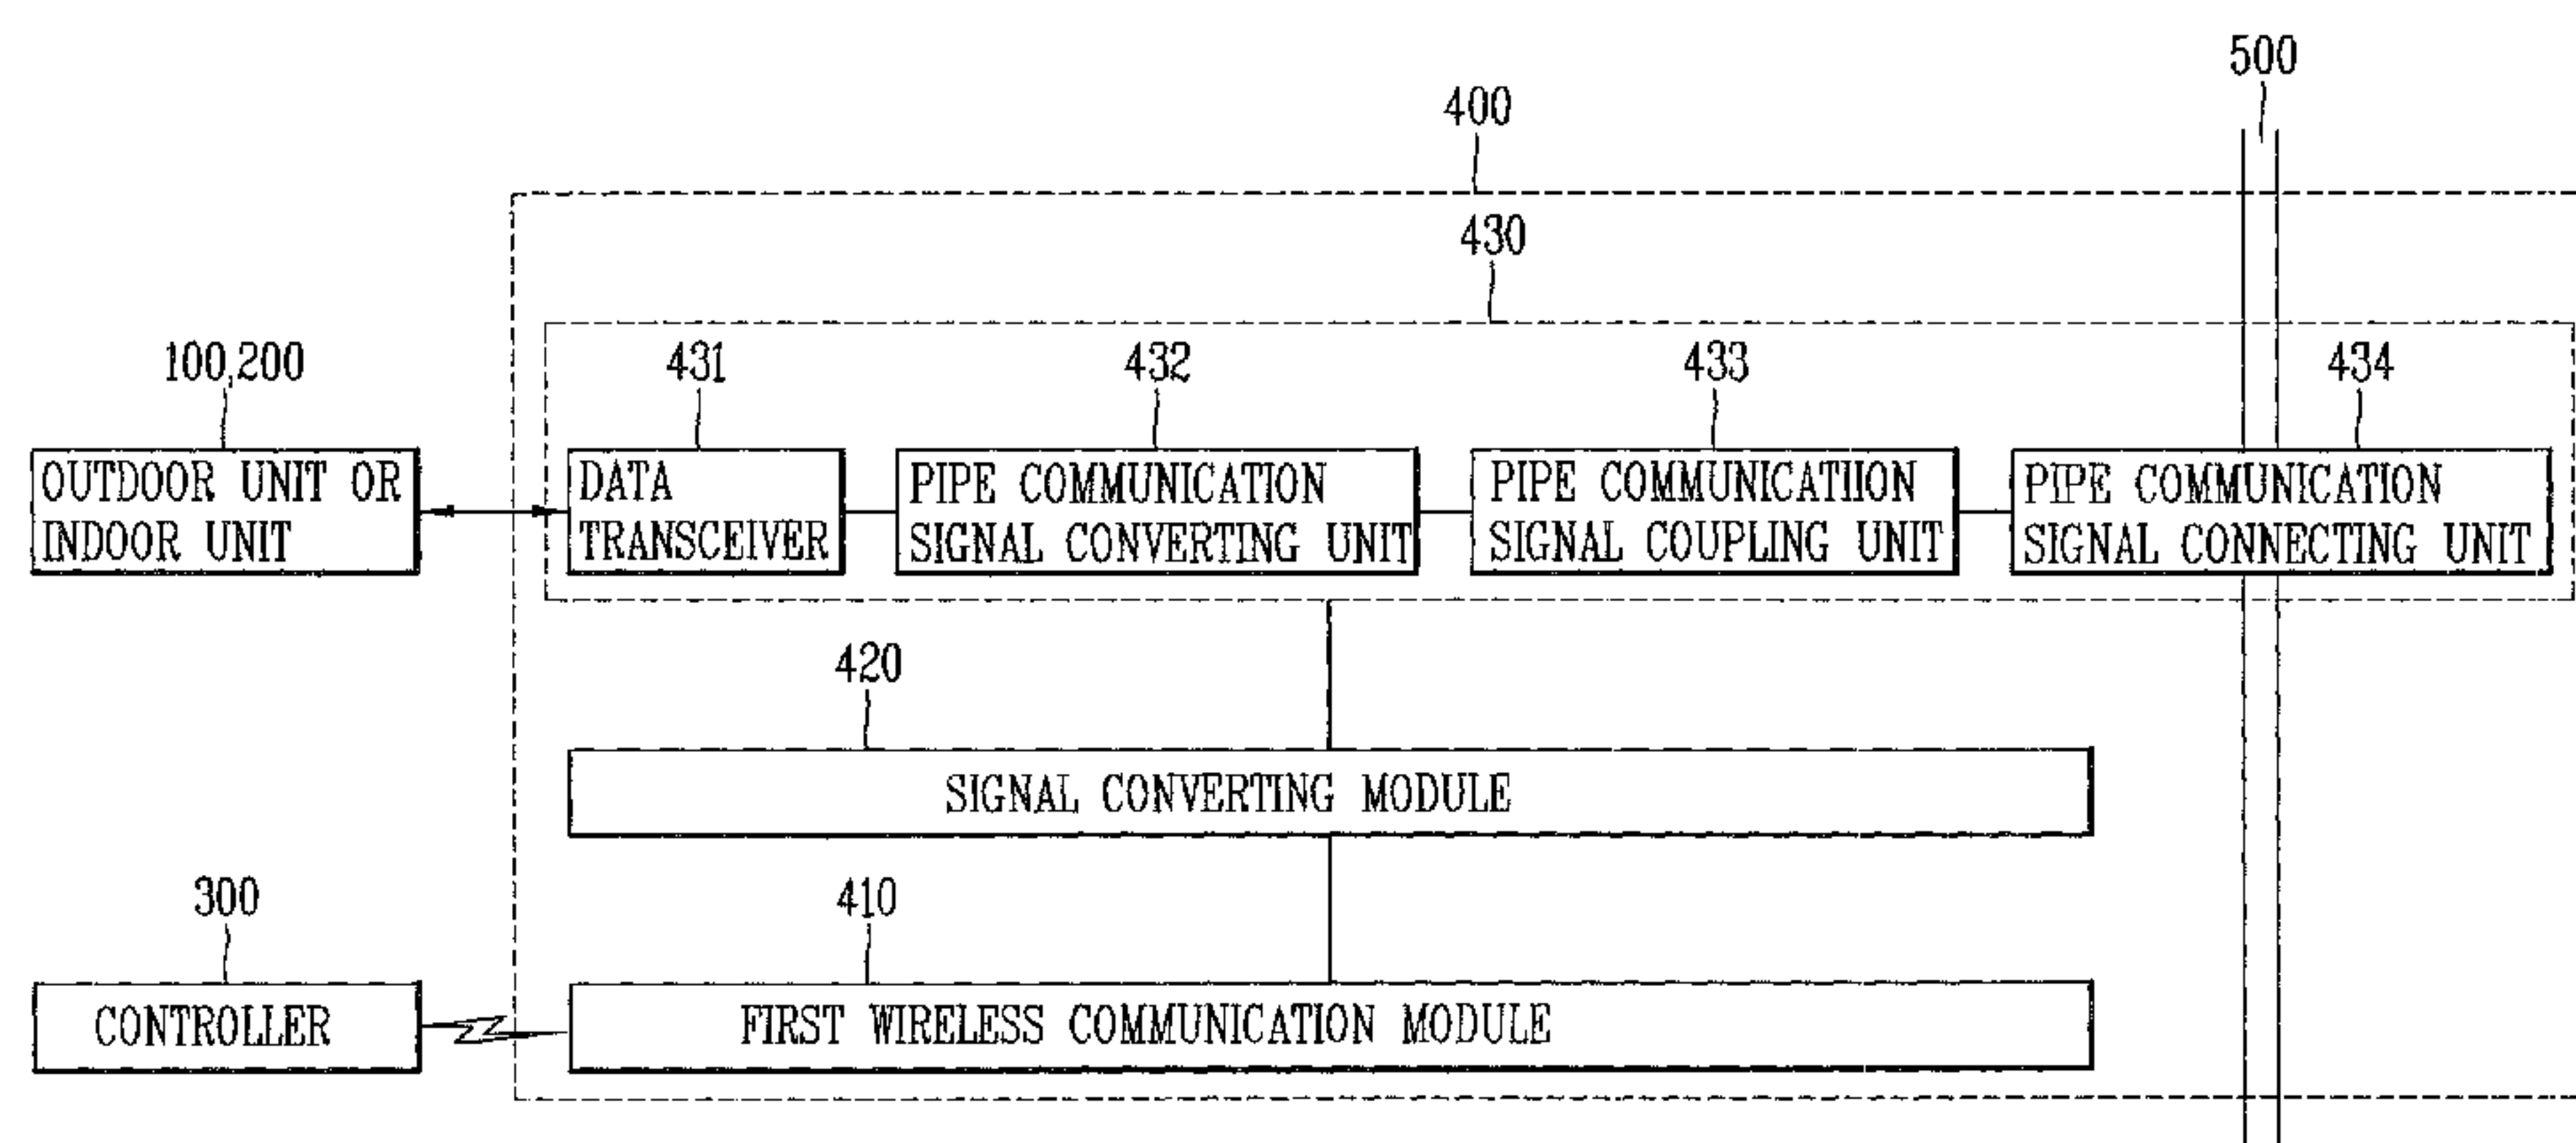 500
400
430
100,200
431
432
433
434
OUTDOOR UNIT OR
INDOOR UNIT
DATA
TRANSCEIVER
PIPE COMMUNICATION
SIGNAL CONVERTING UNIT
PIPE COMMUNICATIION
SIGNAL COUPLING UNIT
PIPE COMMUNICATION
SIGNAL CONNECTING UNIT
420
SIGNAL CONVERTING MODULE
300
410
CONTROLLER
FIRST WIRELESS COMMUNICATION MODULE